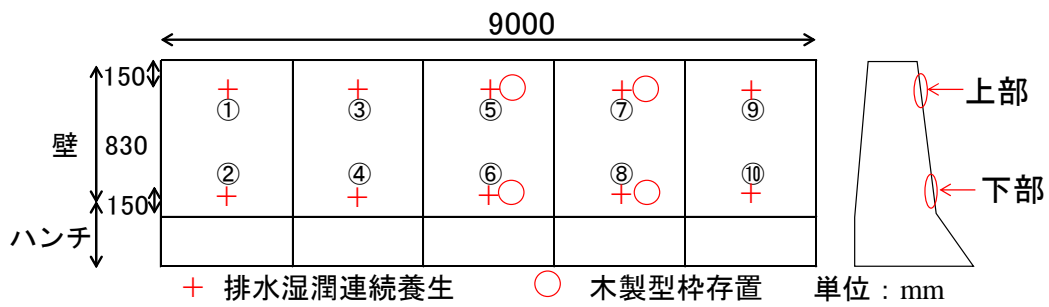 9000
150
① ③ ⑤ ⑦ ⑨
上部
壁 830
② ④ ⑥ ⑧ ⑩
150
下部
ハンチ
+ 排水湿潤連続養生 ○ 木製型枠存置 単位：mm